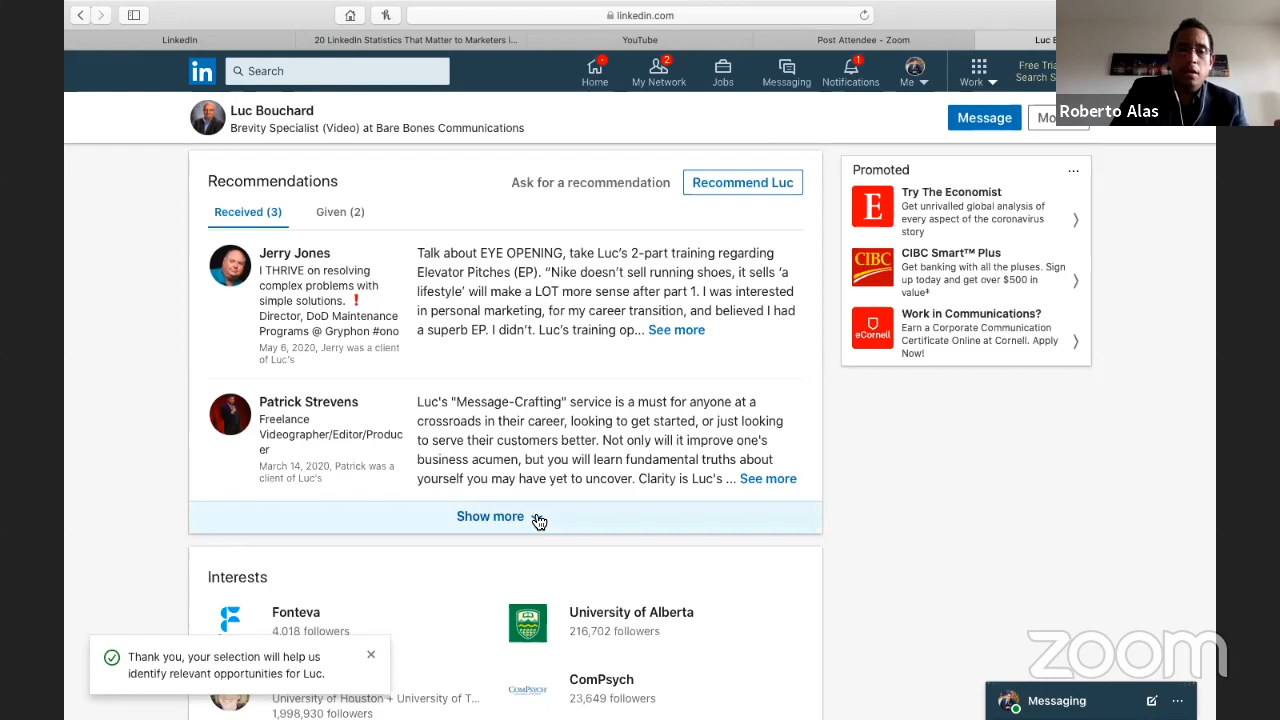 linkedin.com
LinkedIn
20 LinkedIn Statistics That Matter to Marketers i...
YouTube
Post Attendee - Zoom
Luc B
in
Search
Home
2
My Network
Jobs
Messaging
1
Notifications
Me
Work
Free Tria
Search S
Roberto Alas
Luc Bouchard
Brevity Specialist (Video) at Bare Bones Communications
Message
Mo
Recommendations
Ask for a recommendation
Recommend Luc
Received (3)
Given (2)
Jerry Jones
I THRIVE on resolving
complex problems with
simple solutions. ❗
Director, DoD Maintenance
Programs @ Gryphon #ono
May 6, 2020, Jerry was a client
of Luc's
Talk about EYE OPENING, take Luc's 2-part training regarding
Elevator Pitches (EP). "Nike doesn't sell running shoes, it sells 'a
lifestyle' will make a LOT more sense after part 1. I was interested
in personal marketing, for my career transition, and believed I had
a superb EP. I didn't. Luc's training op... See more
Patrick Strevens
Freelance
Videographer/Editor/Produc
er
March 14, 2020, Patrick was a
client of Luc's
Luc's "Message-Crafting" service is a must for anyone at a
crossroads in their career, looking to get started, or just looking
to serve their customers better. Not only will it improve one's
business acumen, but you will learn fundamental truths about
yourself you may have yet to uncover. Clarity is Luc's ... See more
Show more
Promoted
E
Try The Economist
Get unrivalled global analysis of
every aspect of the coronavirus
story
CIBC
CIBC Smart™ Plus
Get banking with all the pluses. Sign
up today and get over $500 in
value‡
eCornell
Work in Communications?
Earn a Corporate Communication
Certificate Online at Cornell. Apply
Now!
Interests
Fonteva
4,018 followers
University of Alberta
216,702 followers
University of Houston + University of T...
1,998,930 followers
ComPsych
ComPsych
23,649 followers
Thank you, your selection will help us
identify relevant opportunities for Luc.
zoom
Messaging